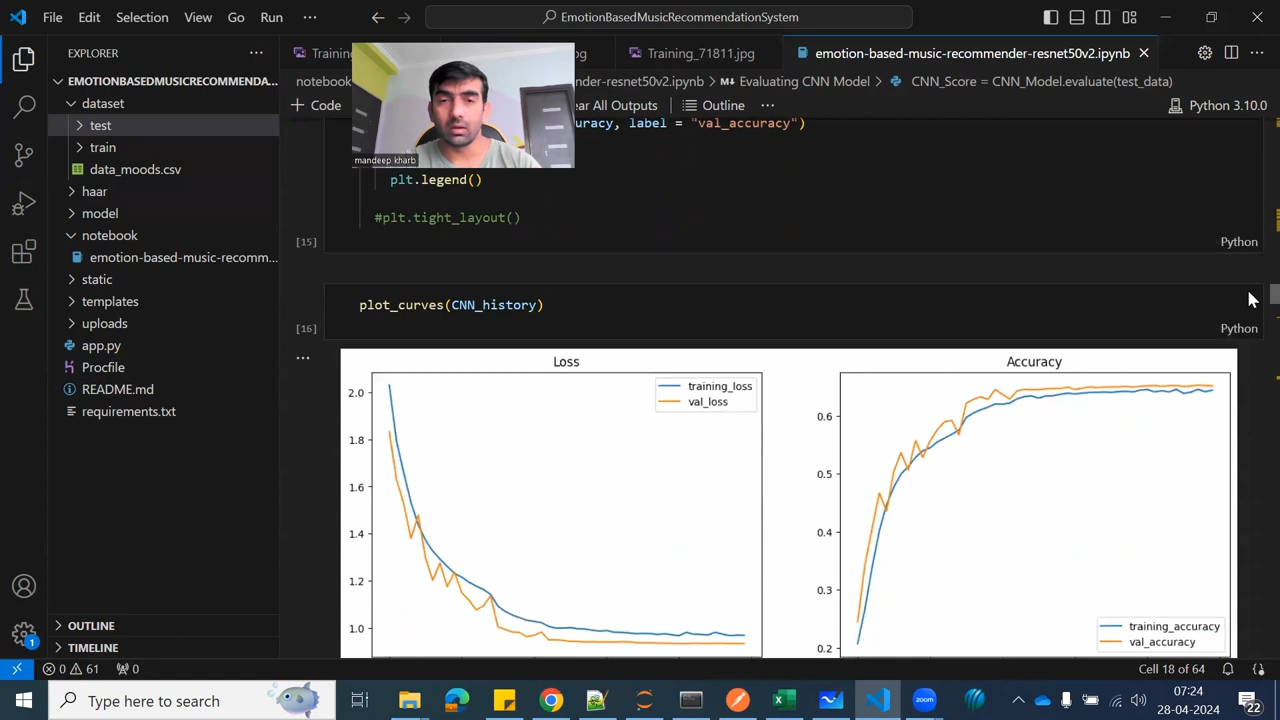 File Edit Selection View Go Run ··· EmotionBasedMusicRecommendationSystem
EXPLORER
Training_71811.jpg
emotion-based-music-recommender-resnet50v2.ipynb
EMOTIONBASEDMUSICRECOMMENDA...
dataset
test
train
data_moods.csv
haar
model
notebook
emotion-based-music-recomm...
static
templates
uploads
app.py
Procfile
README.md
requirements.txt
OUTLINE
TIMELINE
Evaluating CNN Model > CNN_Score = CNN_Model.evaluate(test_data)
+ Code
All Outputs Outline ··· Python 3.10.0
mandeep kharb
label = "val_accuracy")
plt.legend()
#plt.tight_layout()
[15] Python
plot_curves(CNN_history)
[16] Python
Loss
training_loss
val_loss
2.0
1.8
1.6
1.4
1.2
1.0
Accuracy
0.6
0.5
0.4
0.3
0.2
training_accuracy
val_accuracy
0 61 0 Cell 18 of 64
Type here to search
07:24
28-04-2024
22
zoom
1